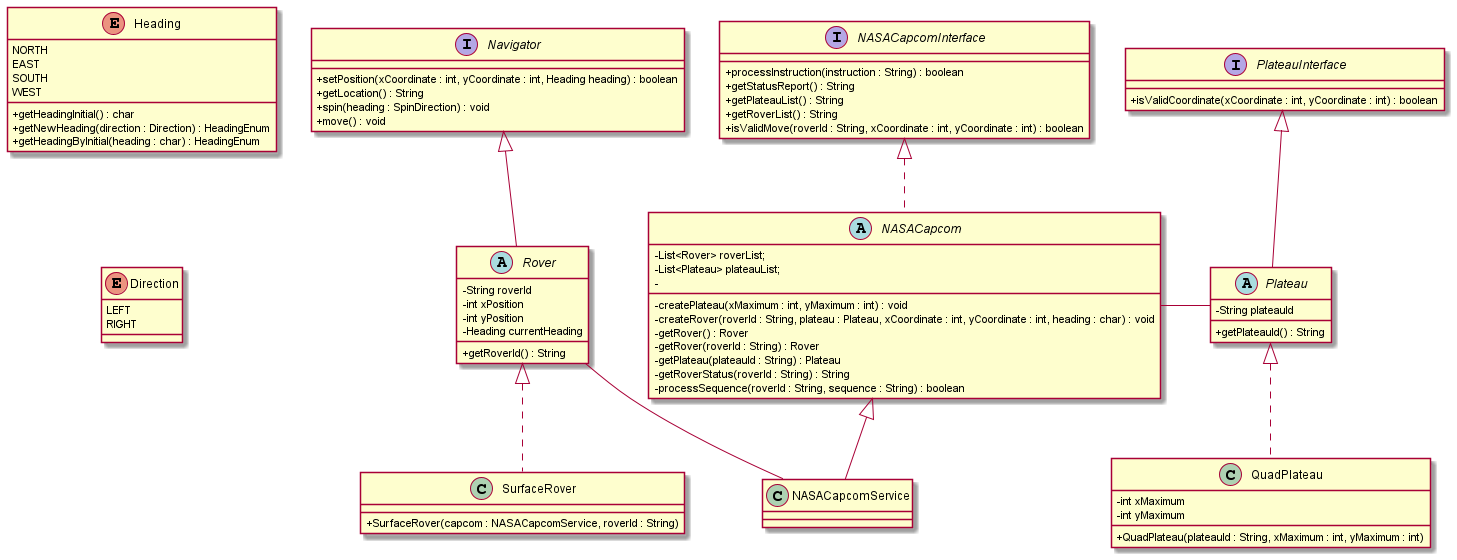 E Heading
NORTH
EAST
SOUTH
WEST
+getHeadingInitial() : char
+getNewHeading(direction : Direction) : HeadingEnum
+getHeadingByInitial(heading : char) : HeadingEnum
I Navigator
+setPosition(xCoordinate : int, yCoordinate : int, Heading heading) : boolean
+getLocation() : String
+spin(heading : SpinDirection) : void
+move() : void
I NASACapcomInterface
+processInstruction(instruction : String) : boolean
+getStatusReport() : String
+getPlateauList() : String
+getRoverList() : String
+isValidMove(roverId : String, xCoordinate : int, yCoordinate : int) : boolean
I PlateauInterface
+isValidCoordinate(xCoordinate : int, yCoordinate : int) : boolean
E Direction
LEFT
RIGHT
A Rover
-String roverId
-int xPosition
-int yPosition
-Heading currentHeading
+getRoverId() : String
A NASACapcom
-List<Rover> roverList;
-List<Plateau> plateauList;
-
-createPlateau(xMaximum : int, yMaximum : int) : void
-createRover(roverId : String, plateau : Plateau, xCoordinate : int, yCoordinate : int, heading : char) : void
-getRover() : Rover
-getRover(roverId : String) : Rover
-getPlateau(plateauId : String) : Plateau
-getRoverStatus(roverId : String) : String
-processSequence(roverId : String, sequence : String) : boolean
A Plateau
-String plateauId
+getPlateauId() : String
C SurfaceRover
+SurfaceRover(capcom : NASACapcomService, roverId : String)
C NASACapcomService
C QuadPlateau
-int xMaximum
-int yMaximum
+QuadPlateau(plateauId : String, xMaximum : int, yMaximum : int)